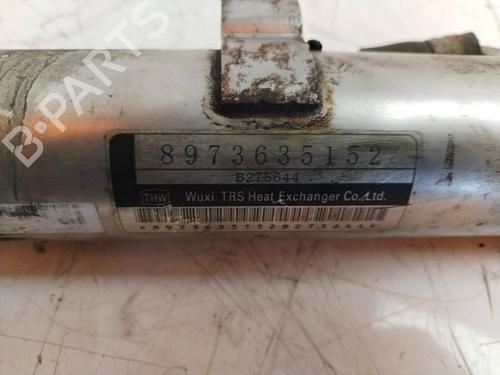 B-PARTS
8973635152
B275644
THW Wuxi TRS Heat Exchanger Co.,Ltd.